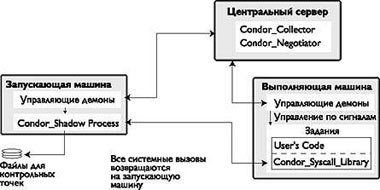 Центральный сервер
Condor_Collector
Condor_Negotiator
Запускающая машина
Управляющие демоны
Condor_Shadow Process
Файлы для
контрольных
точек
Все системные вызовы
возвращаются
на запускающую
машину
Выполняющая машина
Управляющие демоны
Управление по сигналам
Задания
User's Code
Condor_Syscall_Library